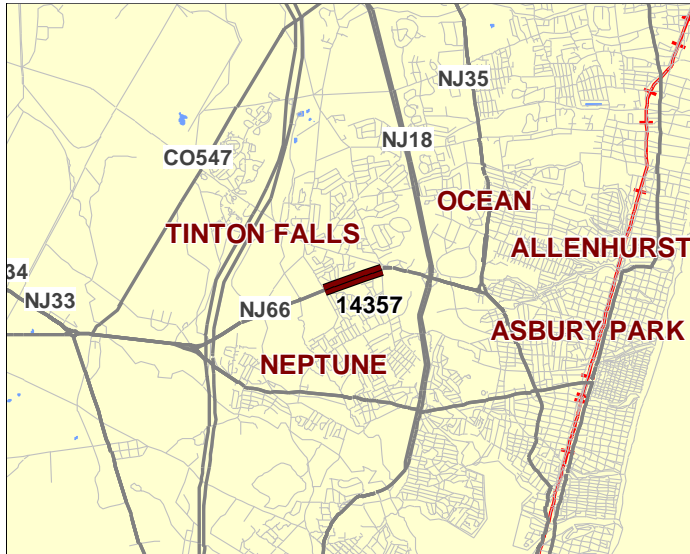 NJ35
NJ18
CO547
OCEAN
TINTON FALLS
ALLENHURST
34
NJ33
NJ66
14357
ASBURY PARK
NEPTUNE